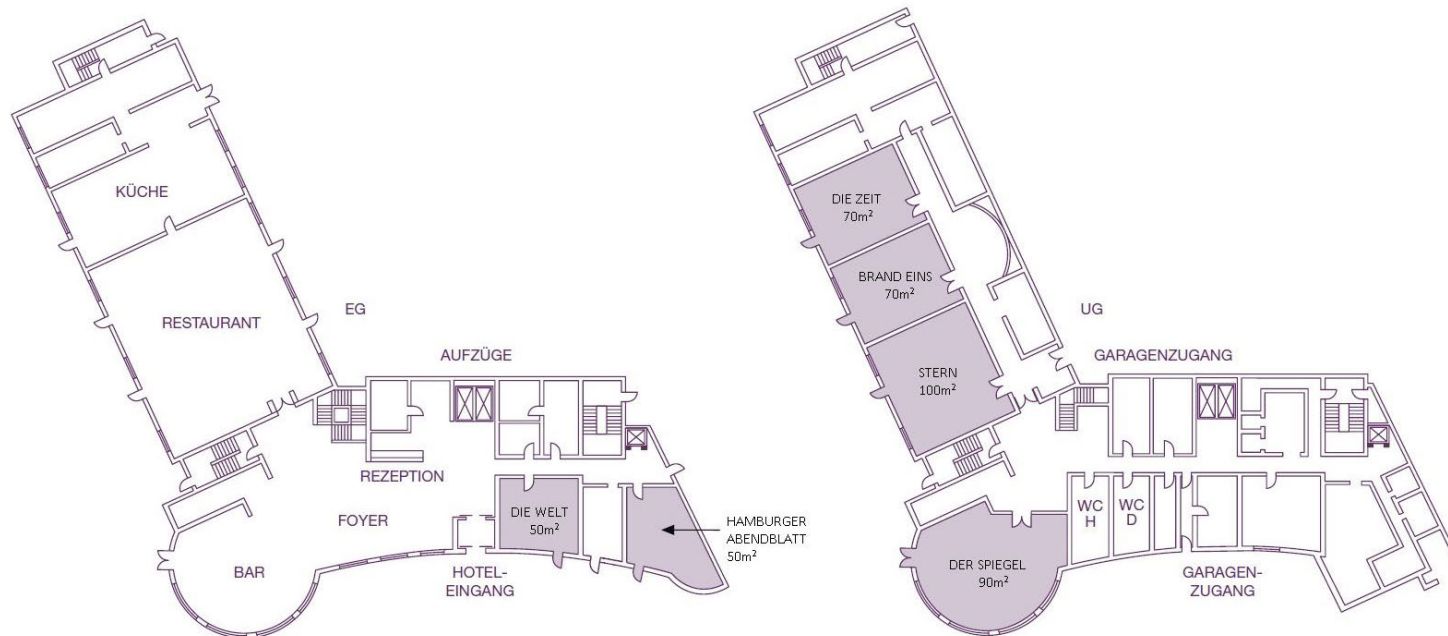 KÜCHE
RESTAURANT
EG
AUFZÜGE
REZEPTION
FOYER
BAR
HOTEL-
EINGANG
DIE WELT
50m²
HAMBURGER
ABENDBLATT
50m²
DIE ZEIT
70m²
BRAND EINS
70m²
STERN
100m²
UG
GARAGENZUGANG
WC
H
WC
D
DER SPIEGEL
90m²
GARAGEN-
ZUGANG